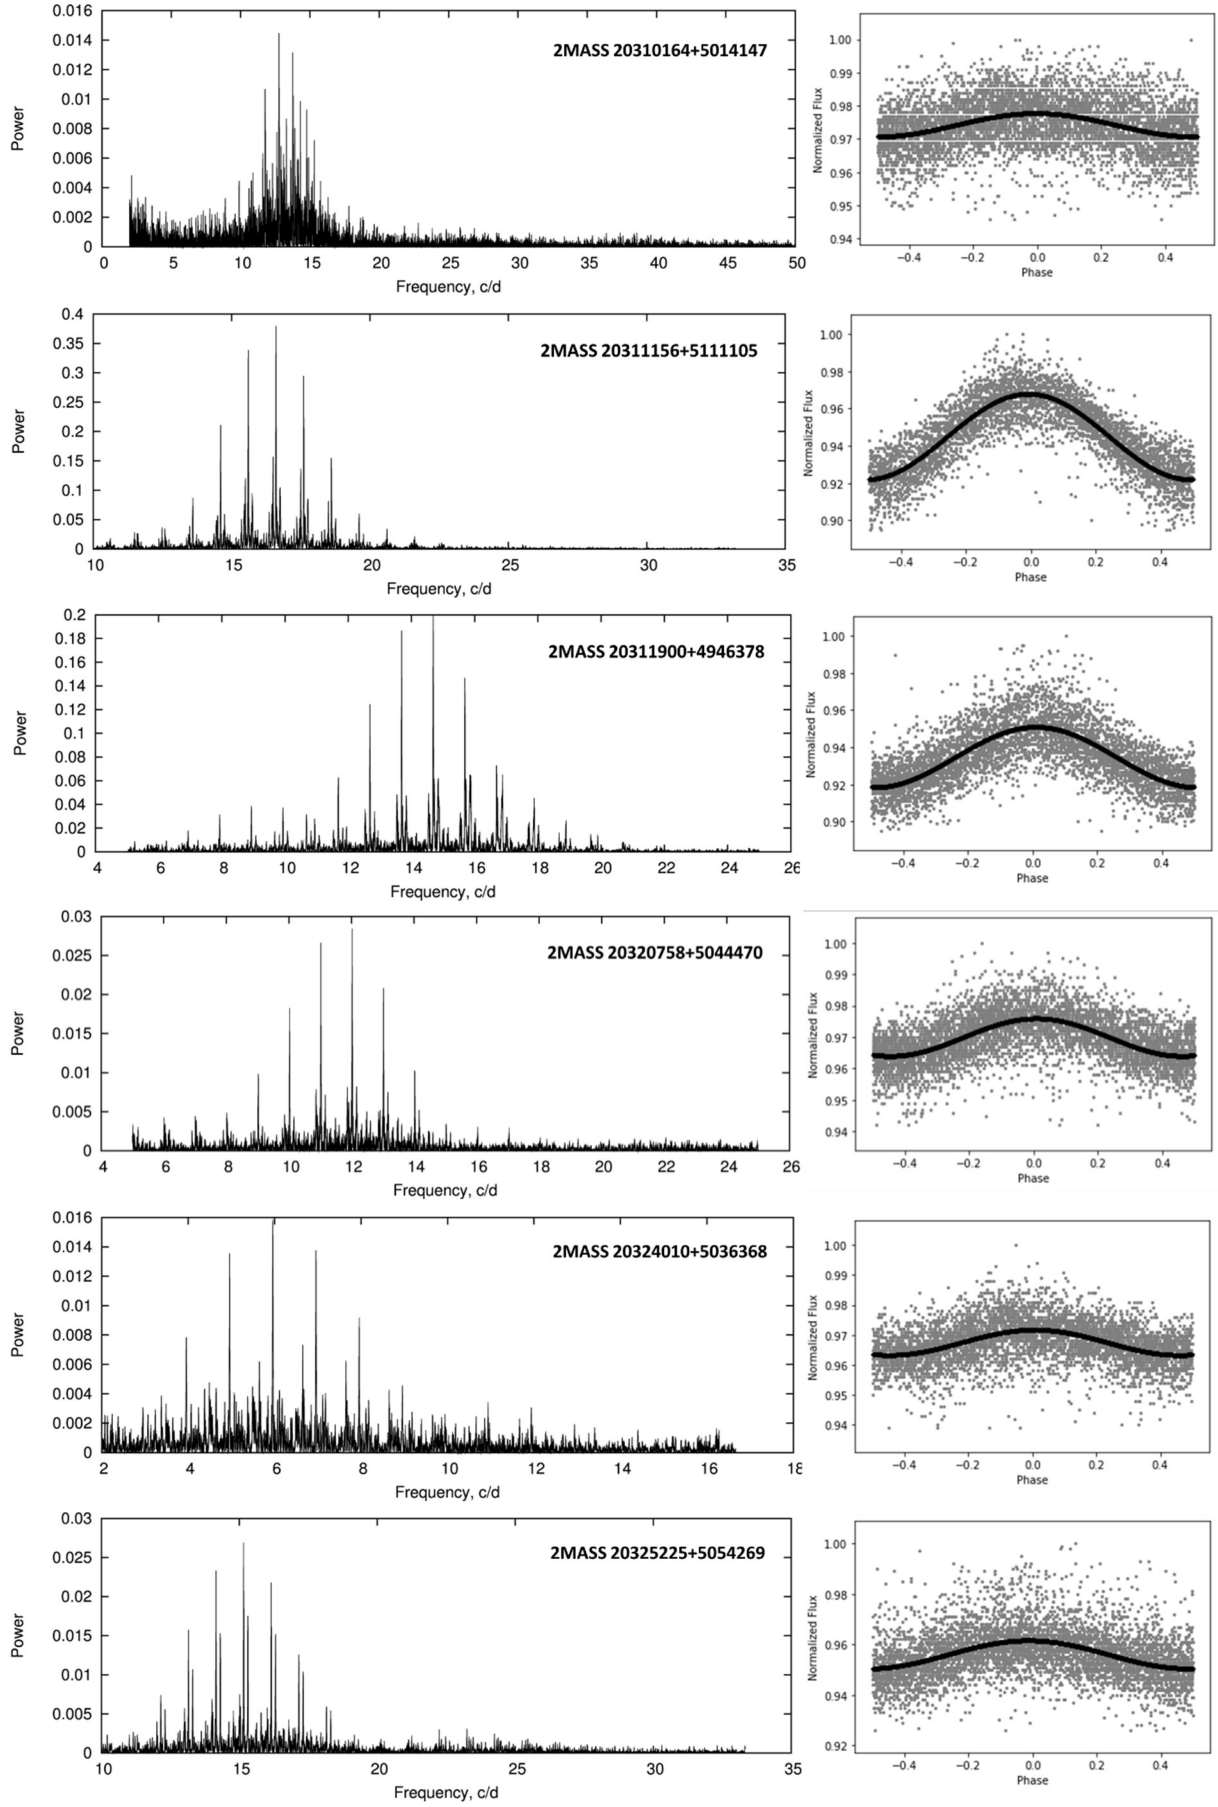 0.016
0.014
0.012
0.01
0.008
0.006
0.004
0.002
0
Power
2MASS 20310164+5014147
0 5 10 15 20 25 30 35 40 45 50
Frequency, c/d
1.00
0.99
0.98
0.97
0.96
0.95
0.94
Normalized Flux
−0.4 −0.2 0.0 0.2 0.4
Phase
0.4
0.35
0.3
0.25
0.2
0.15
0.1
0.05
0
Power
2MASS 20311156+5111105
10 15 20 25 30 35
Frequency, c/d
1.00
0.98
0.96
0.94
0.92
0.90
Normalized Flux
−0.4 −0.2 0.0 0.2 0.4
Phase
0.2
0.18
0.16
0.14
0.12
0.1
0.08
0.06
0.04
0.02
0
Power
2MASS 20311900+4946378
4 6 8 10 12 14 16 18 20 22 24 26
Frequency, c/d
1.00
0.98
0.96
0.94
0.92
0.90
Normalized Flux
−0.4 −0.2 0.0 0.2 0.4
Phase
0.03
0.025
0.02
0.015
0.01
0.005
0
Power
2MASS 20320758+5044470
4 6 8 10 12 14 16 18 20 22 24 26
Frequency, c/d
1.00
0.99
0.98
0.97
0.96
0.95
0.94
Normalized Flux
−0.4 −0.2 0.0 0.2 0.4
Phase
0.016
0.014
0.012
0.01
0.008
0.006
0.004
0.002
0
Power
2MASS 20324010+5036368
2 4 6 8 10 12 14 16 18
Frequency, c/d
1.00
0.99
0.98
0.97
0.96
0.95
0.94
Normalized Flux
−0.4 −0.2 0.0 0.2 0.4
Phase
0.03
0.025
0.02
0.015
0.01
0.005
0
Power
2MASS 20325225+5054269
10 15 20 25 30 35
Frequency, c/d
1.00
0.98
0.96
0.94
0.92
Normalized Flux
−0.4 −0.2 0.0 0.2 0.4
Phase